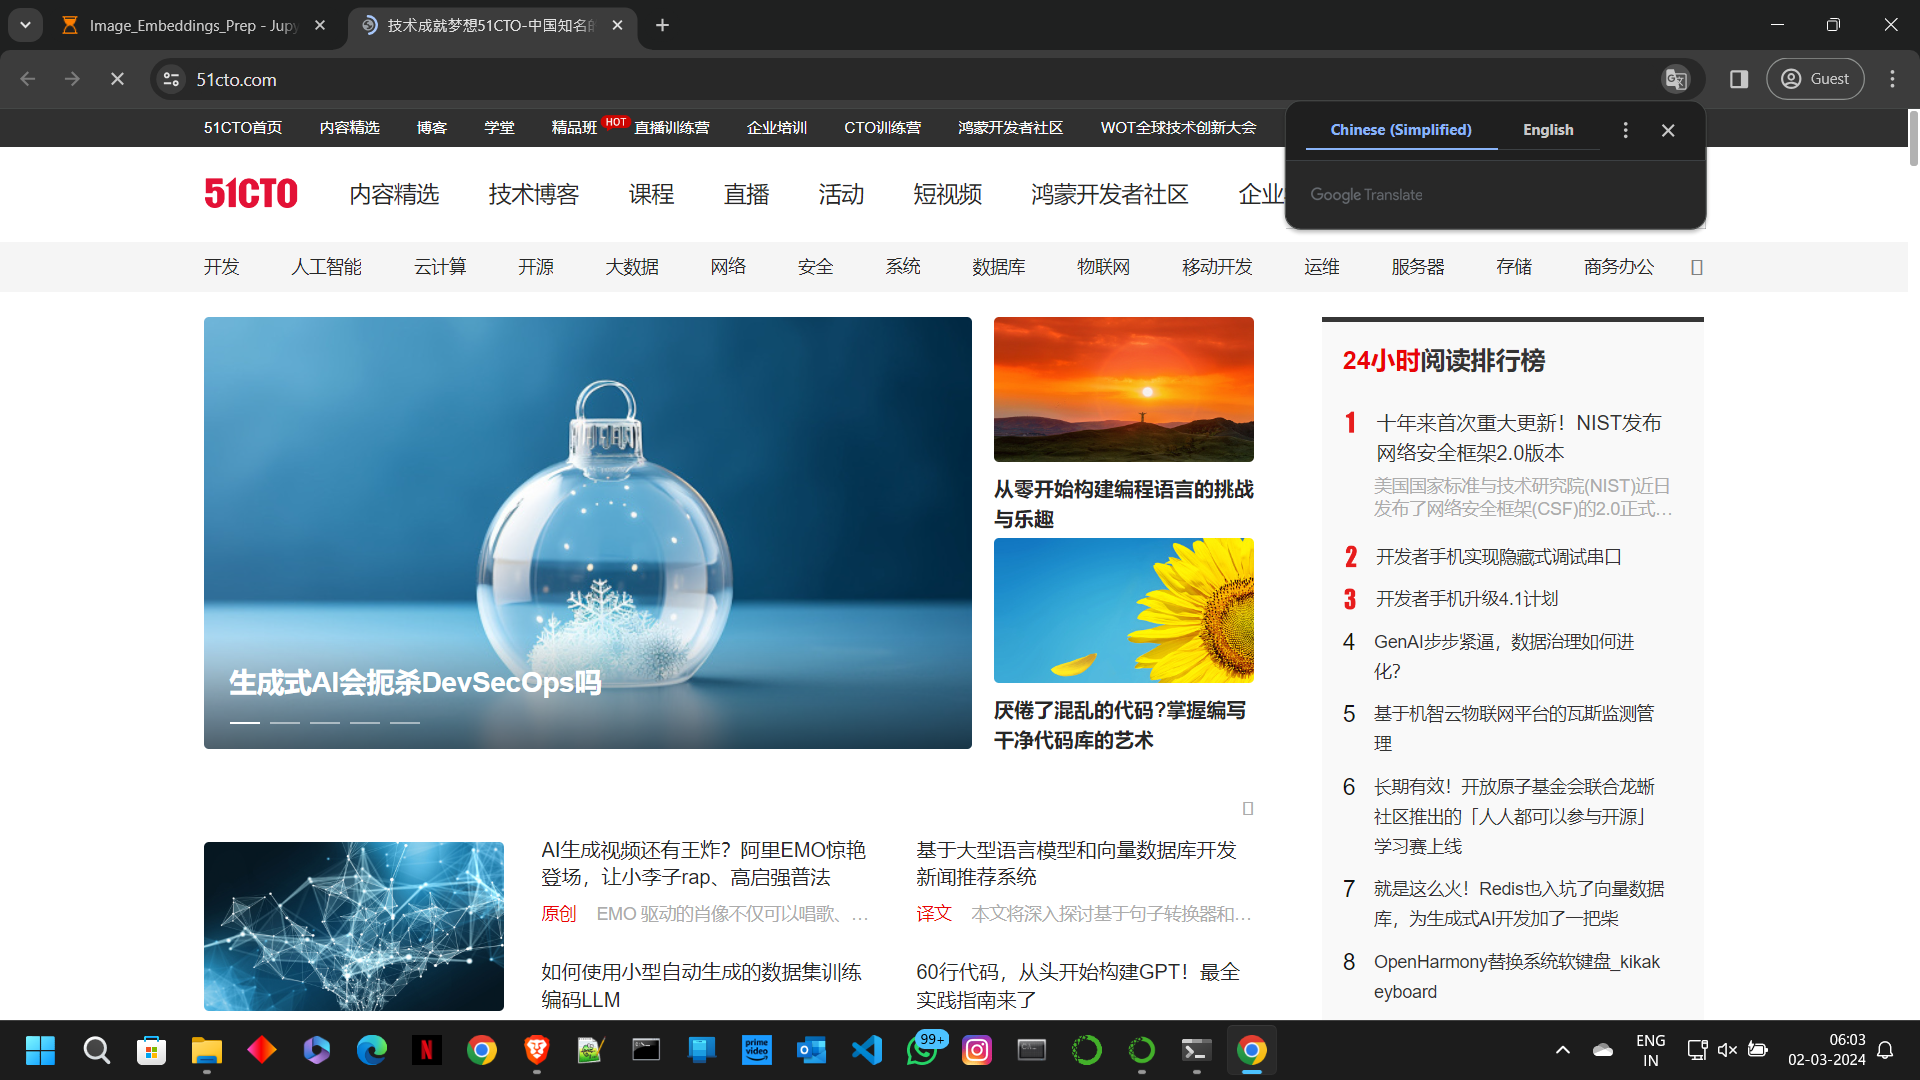 Image_Embeddings_Prep - Jupy
技术成就梦想51CTO-中国知名的
51cto.com
Guest
51CTO首页 内容精选 博客 学堂 精品班 HOT 直播训练营 企业培训 CTO训练营 鸿蒙开发者社区 WOT全球技术创新大会
Chinese (Simplified) English
Google Translate
51CTO 内容精选 技术博客 课程 直播 活动 短视频 鸿蒙开发者社区 企业
开发 人工智能 云计算 开源 大数据 网络 安全 系统 数据库 物联网 移动开发 运维 服务器 存储 商务办公
生成式AI会扼杀DevSecOps吗
从零开始构建编程语言的挑战
与乐趣
厌倦了混乱的代码?掌握编写
干净代码库的艺术
AI生成视频还有王炸？阿里EMO惊艳
登场，让小李子rap、高启强普法
原创 EMO 驱动的肖像不仅可以唱歌、…
基于大型语言模型和向量数据库开发
新闻推荐系统
译文 本文将深入探讨基于句子转换器和…
如何使用小型自动生成的数据集训练
编码LLM
60行代码，从头开始构建GPT！最全
实践指南来了
24小时阅读排行榜
1 十年来首次重大更新！NIST发布
网络安全框架2.0版本
美国国家标准与技术研究院(NIST)近日
发布了网络安全框架(CSF)的2.0正式…
2 开发者手机实现隐藏式调试串口
3 开发者手机升级4.1计划
4 GenAI步步紧逼，数据治理如何进
化?
5 基于机智云物联网平台的瓦斯监测管
理
6 长期有效！开放原子基金会联合龙蜥
社区推出的「人人都可以参与开源」
学习赛上线
7 就是这么火！Redis也入坑了向量数据
库，为生成式AI开发加了一把柴
8 OpenHarmony替换系统软键盘_kikak
eyboard
prime
video
99+
ENG
IN
06:03
02-03-2024